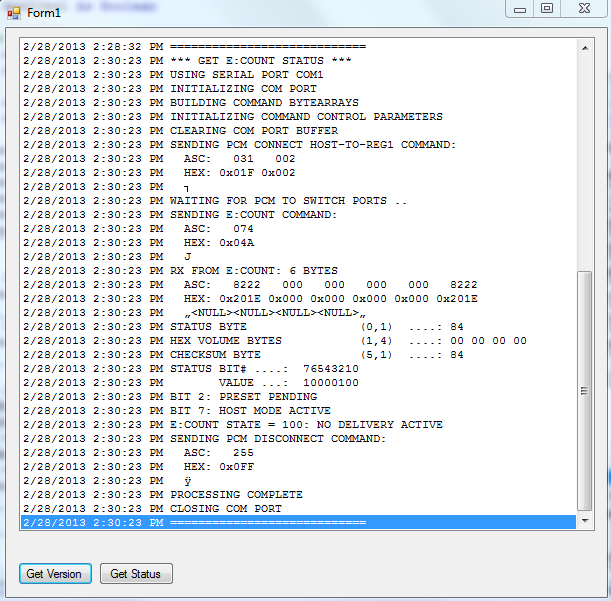 Form1
2/28/2013 2:28:32 PM ============================
2/28/2013 2:30:23 PM *** GET E:COUNT STATUS ***
2/28/2013 2:30:23 PM USING SERIAL PORT COM1
2/28/2013 2:30:23 PM INITIALIZING COM PORT
2/28/2013 2:30:23 PM BUILDING COMMAND BYTEARRAYS
2/28/2013 2:30:23 PM INITIALIZING COMMAND CONTROL PARAMETERS
2/28/2013 2:30:23 PM CLEARING COM PORT BUFFER
2/28/2013 2:30:23 PM SENDING PCM CONNECT HOST-TO-REG1 COMMAND:
2/28/2013 2:30:23 PM   ASC:   031   002
2/28/2013 2:30:23 PM   HEX: 0x01F 0x002
2/28/2013 2:30:23 PM   ┐
2/28/2013 2:30:23 PM WAITING FOR PCM TO SWITCH PORTS ..
2/28/2013 2:30:23 PM SENDING E:COUNT COMMAND:
2/28/2013 2:30:23 PM   ASC:   074
2/28/2013 2:30:23 PM   HEX: 0x04A
2/28/2013 2:30:23 PM   J
2/28/2013 2:30:23 PM RX FROM E:COUNT: 6 BYTES
2/28/2013 2:30:23 PM   ASC:   8222   000   000   000   000   8222
2/28/2013 2:30:23 PM   HEX: 0x201E 0x000 0x000 0x000 0x000 0x201E
2/28/2013 2:30:23 PM   „<NULL><NULL><NULL><NULL>„
2/28/2013 2:30:23 PM STATUS BYTE                (0,1)  ....: 84
2/28/2013 2:30:23 PM HEX VOLUME BYTES           (1,4)  ....: 00 00 00 00
2/28/2013 2:30:23 PM CHECKSUM BYTE              (5,1)  ....: 84
2/28/2013 2:30:23 PM STATUS BIT# ....:  76543210
2/28/2013 2:30:23 PM        VALUE ...:  10000100
2/28/2013 2:30:23 PM BIT 2: PRESET PENDING
2/28/2013 2:30:23 PM BIT 7: HOST MODE ACTIVE
2/28/2013 2:30:23 PM E:COUNT STATE = 100: NO DELIVERY ACTIVE
2/28/2013 2:30:23 PM SENDING PCM DISCONNECT COMMAND:
2/28/2013 2:30:23 PM   ASC:   255
2/28/2013 2:30:23 PM   HEX: 0x0FF
2/28/2013 2:30:23 PM   ÿ
2/28/2013 2:30:23 PM PROCESSING COMPLETE
2/28/2013 2:30:23 PM CLOSING COM PORT
2/28/2013 2:30:23 PM ============================
Get Version Get Status